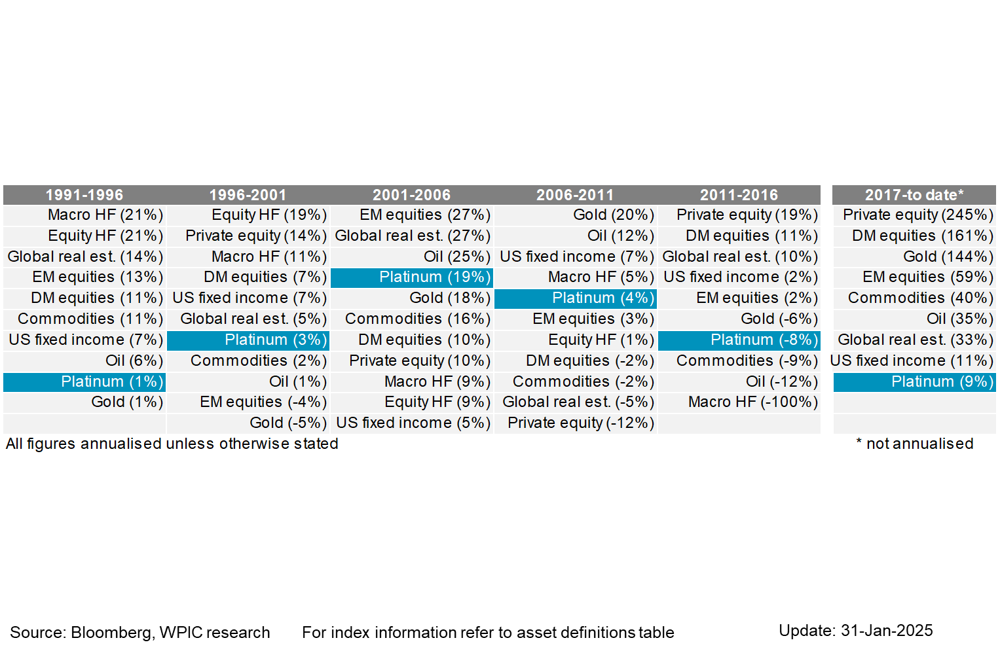 1991-1996 1996-2001 2001-2006 2006-2011 2011-2016 2017-to date*
Macro HF (21%) Equity HF (19%) EM equities (27%) Gold (20%) Private equity (19%) Private equity (245%)
Equity HF (21%) Private equity (14%) Global real est. (27%) Oil (12%) DM equities (11%) DM equities (161%)
Global real est. (14%) Macro HF (11%) Oil (25%) US fixed income (7%) Global real est. (10%) Gold (144%)
EM equities (13%) DM equities (7%) Platinum (19%) Macro HF (5%) US fixed income (2%) EM equities (59%)
DM equities (11%) US fixed income (7%) Gold (18%) Platinum (4%) EM equities (2%) Commodities (40%)
Commodities (11%) Global real est. (5%) Commodities (16%) EM equities (3%) Gold (-6%) Oil (35%)
US fixed income (7%) Platinum (3%) DM equities (10%) Equity HF (1%) Platinum (-8%) Global real est. (33%)
Oil (6%) Commodities (2%) Private equity (10%) DM equities (-2%) Commodities (-9%) US fixed income (11%)
Platinum (1%) Oil (1%) Macro HF (9%) Commodities (-2%) Oil (-12%) Platinum (9%)
Gold (1%) EM equities (-4%) Equity HF (9%) Global real est. (-5%) Macro HF (-100%)
Gold (-5%) US fixed income (5%) Private equity (-12%)
All figures annualised unless otherwise stated * not annualised
Source: Bloomberg, WPIC research For index information refer to asset definitions table Update: 31-Jan-2025